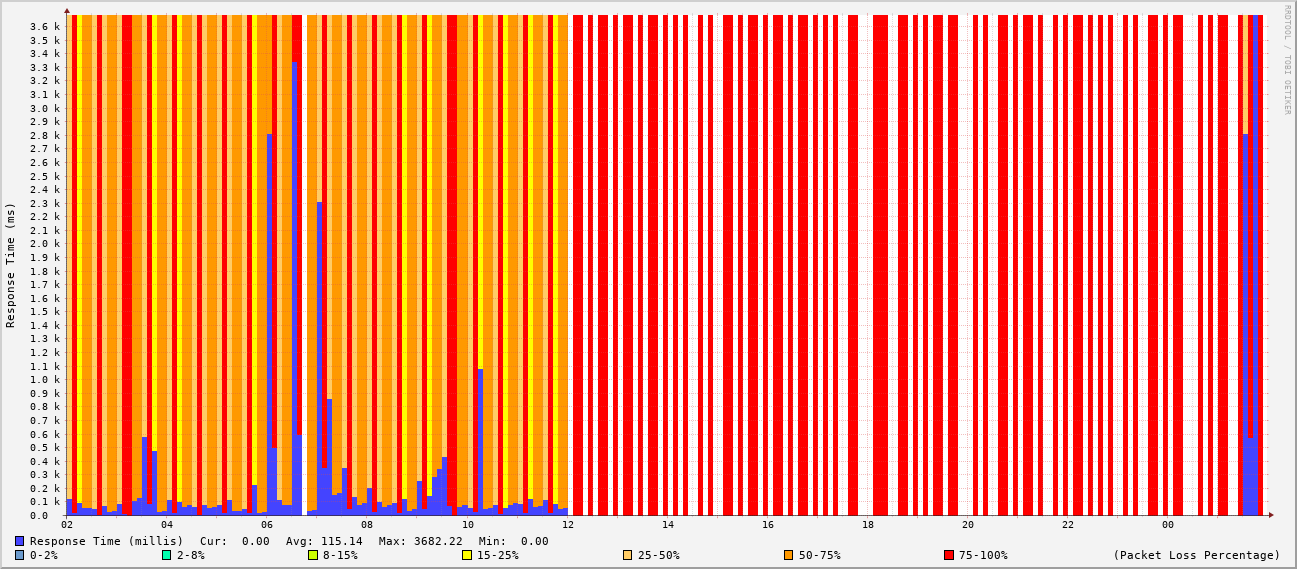 RRDTOOL / TOBI OETIKER
Response Time (ms)
3.6 k
3.5 k
3.4 k
3.3 k
3.2 k
3.1 k
3.0 k
2.9 k
2.8 k
2.7 k
2.6 k
2.5 k
2.4 k
2.3 k
2.2 k
2.1 k
2.0 k
1.9 k
1.8 k
1.7 k
1.6 k
1.5 k
1.4 k
1.3 k
1.2 k
1.1 k
1.0 k
0.9 k
0.8 k
0.7 k
0.6 k
0.5 k
0.4 k
0.3 k
0.2 k
0.1 k
0.0
02 04 06 08 10 12 14 16 18 20 22 00
Response Time (millis) Cur: 0.00 Avg: 115.14 Max: 3682.22 Min: 0.00
0-2% 2-8% 8-15% 15-25% 25-50% 50-75% 75-100% (Packet Loss Percentage)